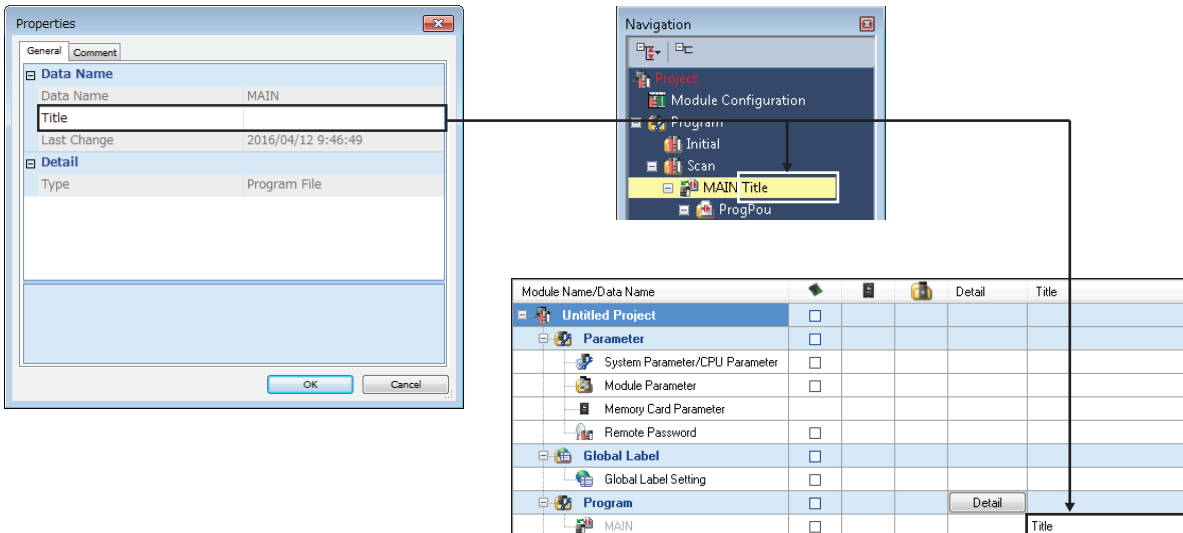 Properties
General Comment
Data Name
Data Name MAIN
Title
Last Change 2016/04/12 9:46:49
Detail
Type Program File
OK Cancel
Navigation
Project
Module Configuration
Program
Initial
Scan
MAIN Title
ProgPou
Module Name/Data Name Detail Title
Untitled Project
Parameter
System Parameter/CPU Parameter
Module Parameter
Memory Card Parameter
Remote Password
Global Label
Global Label Setting
Program Detail
MAIN Title